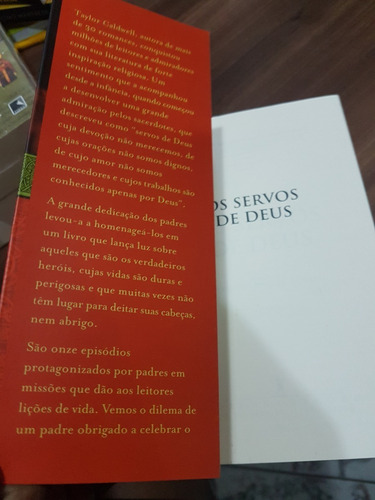 Taylor Caldwell, autora de mais
de 30 romances, conquistou
milhões de leitores e admiradores
com sua literatura de forte
inspiração religiosa. Um
sentimento que a acompanhou
desde a infância, quando começou
a desenvolver uma grande
admiração pelos sacerdotes, que
descreveu como "servos de Deus
cuja devoção não merecemos, de
cujas orações não somos dignos,
de cujo amor não somos
merecedores e cujos trabalhos são
conhecidos apenas por Deus".
A grande dedicação dos padres
levou-a a homenageá-los em
um livro que lança luz sobre
aqueles que são os verdadeiros
heróis, cujas vidas são duras e
perigosas e que muitas vezes não
têm lugar para deitar suas cabeças,
nem abrigo.
São onze episódios
protagonizados por padres em
missões que dão aos leitores
lições de vida. Vemos o dilema de
um padre obrigado a celebrar o
OS SERVOS
DE DEUS